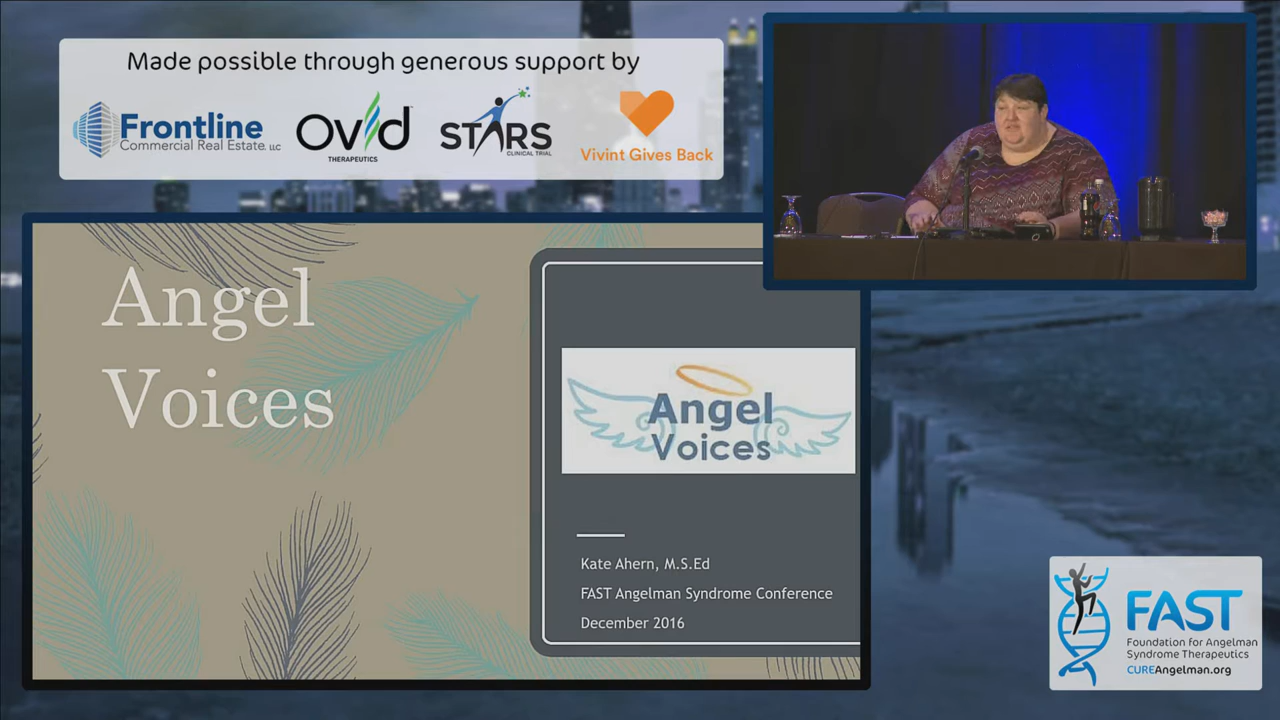 Made possible through generous support by
Frontline
Commercial Real Estate, LLC
OVID
THERAPEUTICS
STARS
CLINICAL TRIAL
Vivint Gives Back
Angel
Voices
Angel
Voices
Kate Ahern, M.S.Ed
FAST Angelman Syndrome Conference
December 2016
FAST
Foundation for Angelman
Syndrome Therapeutics
CUREAngelman.org